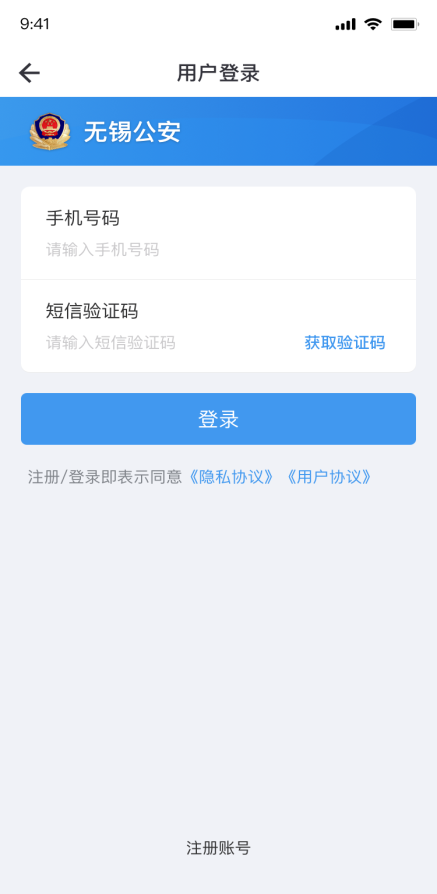 9:41
用户登录
无锡公安
手机号码
请输入手机号码
短信验证码
请输入短信验证码 获取验证码
登录
注册/登录即表示同意《隐私协议》《用户协议》
注册账号